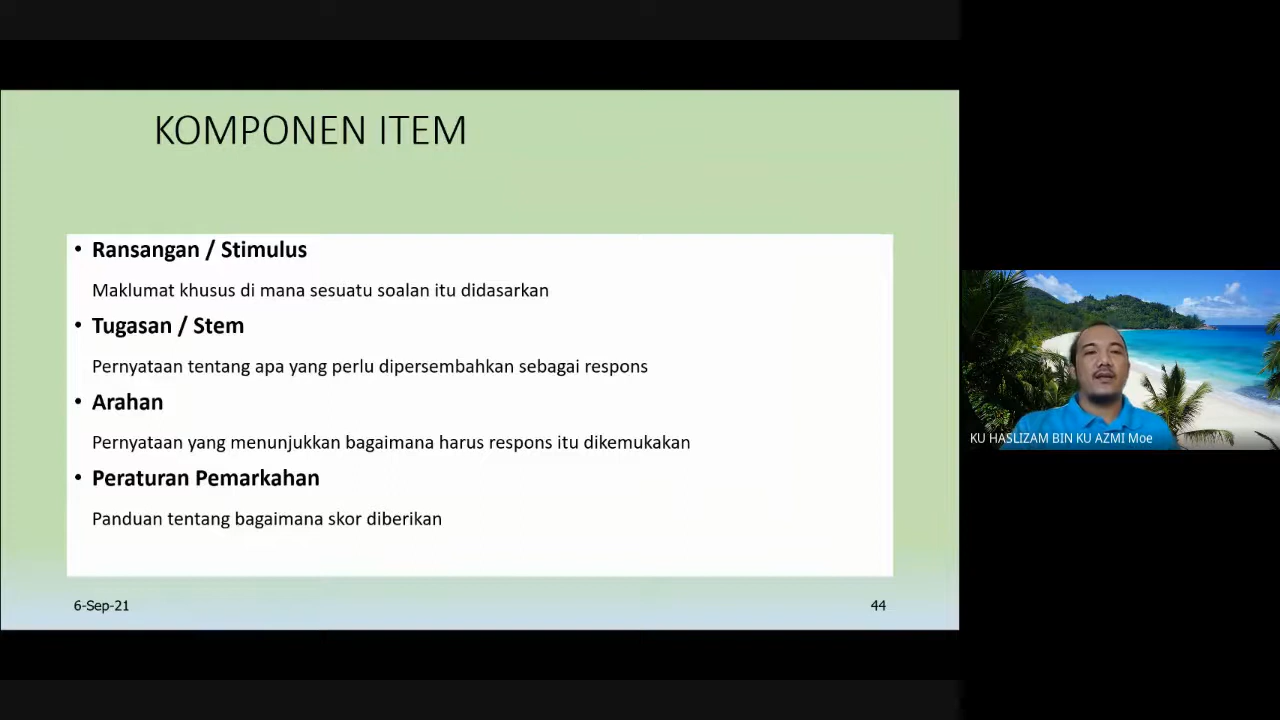 KOMPONEN ITEM
• Ransangan / Stimulus
Maklumat khusus di mana sesuatu soalan itu didasarkan
• Tugasan / Stem
Pernyataan tentang apa yang perlu dipersembahkan sebagai respons
• Arahan
Pernyataan yang menunjukkan bagaimana harus respons itu dikemukakan
• Peraturan Pemarkahan
Panduan tentang bagaimana skor diberikan
6-Sep-21
44
KU HASLIZAM BIN KU AZMI Moe